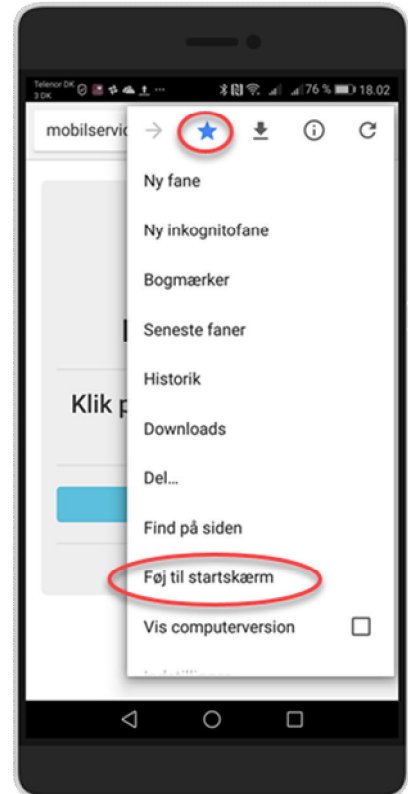 Telenor DK
3 DK
76 % 18.02
mobilservic
Ny fane
Ny inkognitofane
Bogmærker
Seneste faner
Historik
Klik p
Downloads
Del...
Find på siden
Føj til startskærm
Vis computerversion